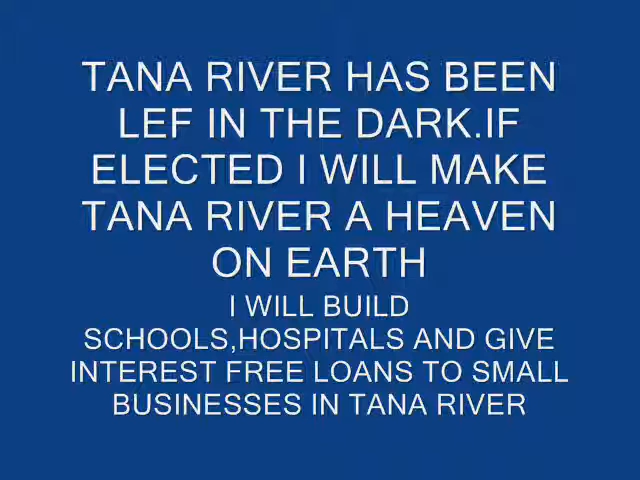 TANA RIVER HAS BEEN
LEF IN THE DARK.IF
ELECTED I WILL MAKE
TANA RIVER A HEAVEN
ON EARTH
I WILL BUILD
SCHOOLS,HOSPITALS AND GIVE
INTEREST FREE LOANS TO SMALL
BUSINESSES IN TANA RIVER